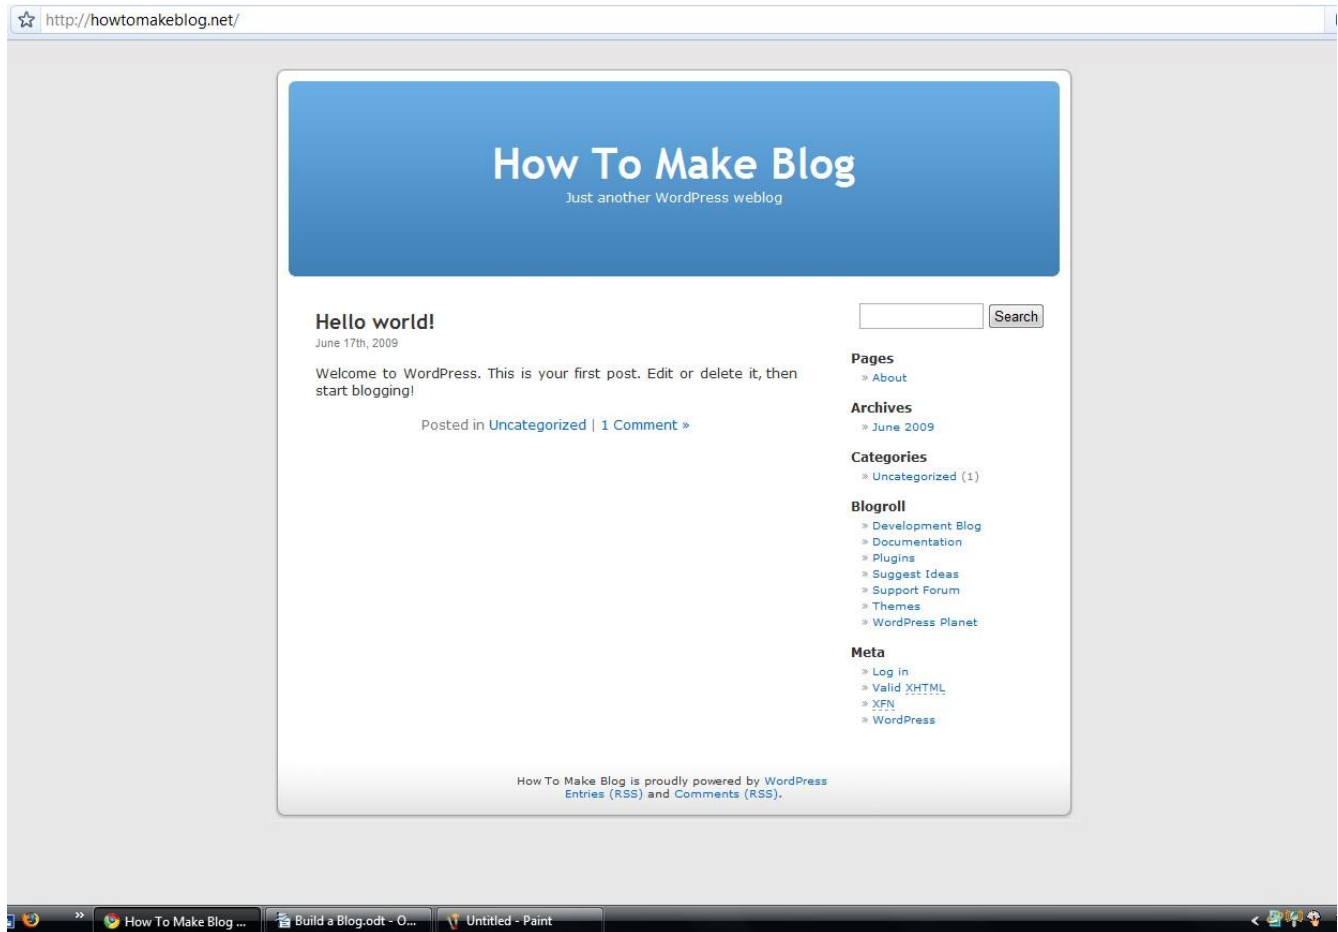 http://howtomakeblog.net/
How To Make Blog
Just another WordPress weblog
Hello world!
June 17th, 2009
Welcome to WordPress. This is your first post. Edit or delete it, then
start blogging!
Posted in Uncategorized | 1 Comment »
Search
Pages
» About
Archives
» June 2009
Categories
» Uncategorized (1)
Blogroll
» Development Blog
» Documentation
» Plugins
» Suggest Ideas
» Support Forum
» Themes
» WordPress Planet
Meta
» Log in
» Valid XHTML
» XFN
» WordPress
How To Make Blog is proudly powered by WordPress
Entries (RSS) and Comments (RSS).
» How To Make Blog ... Build a Blog.odt - O... Untitled - Paint <